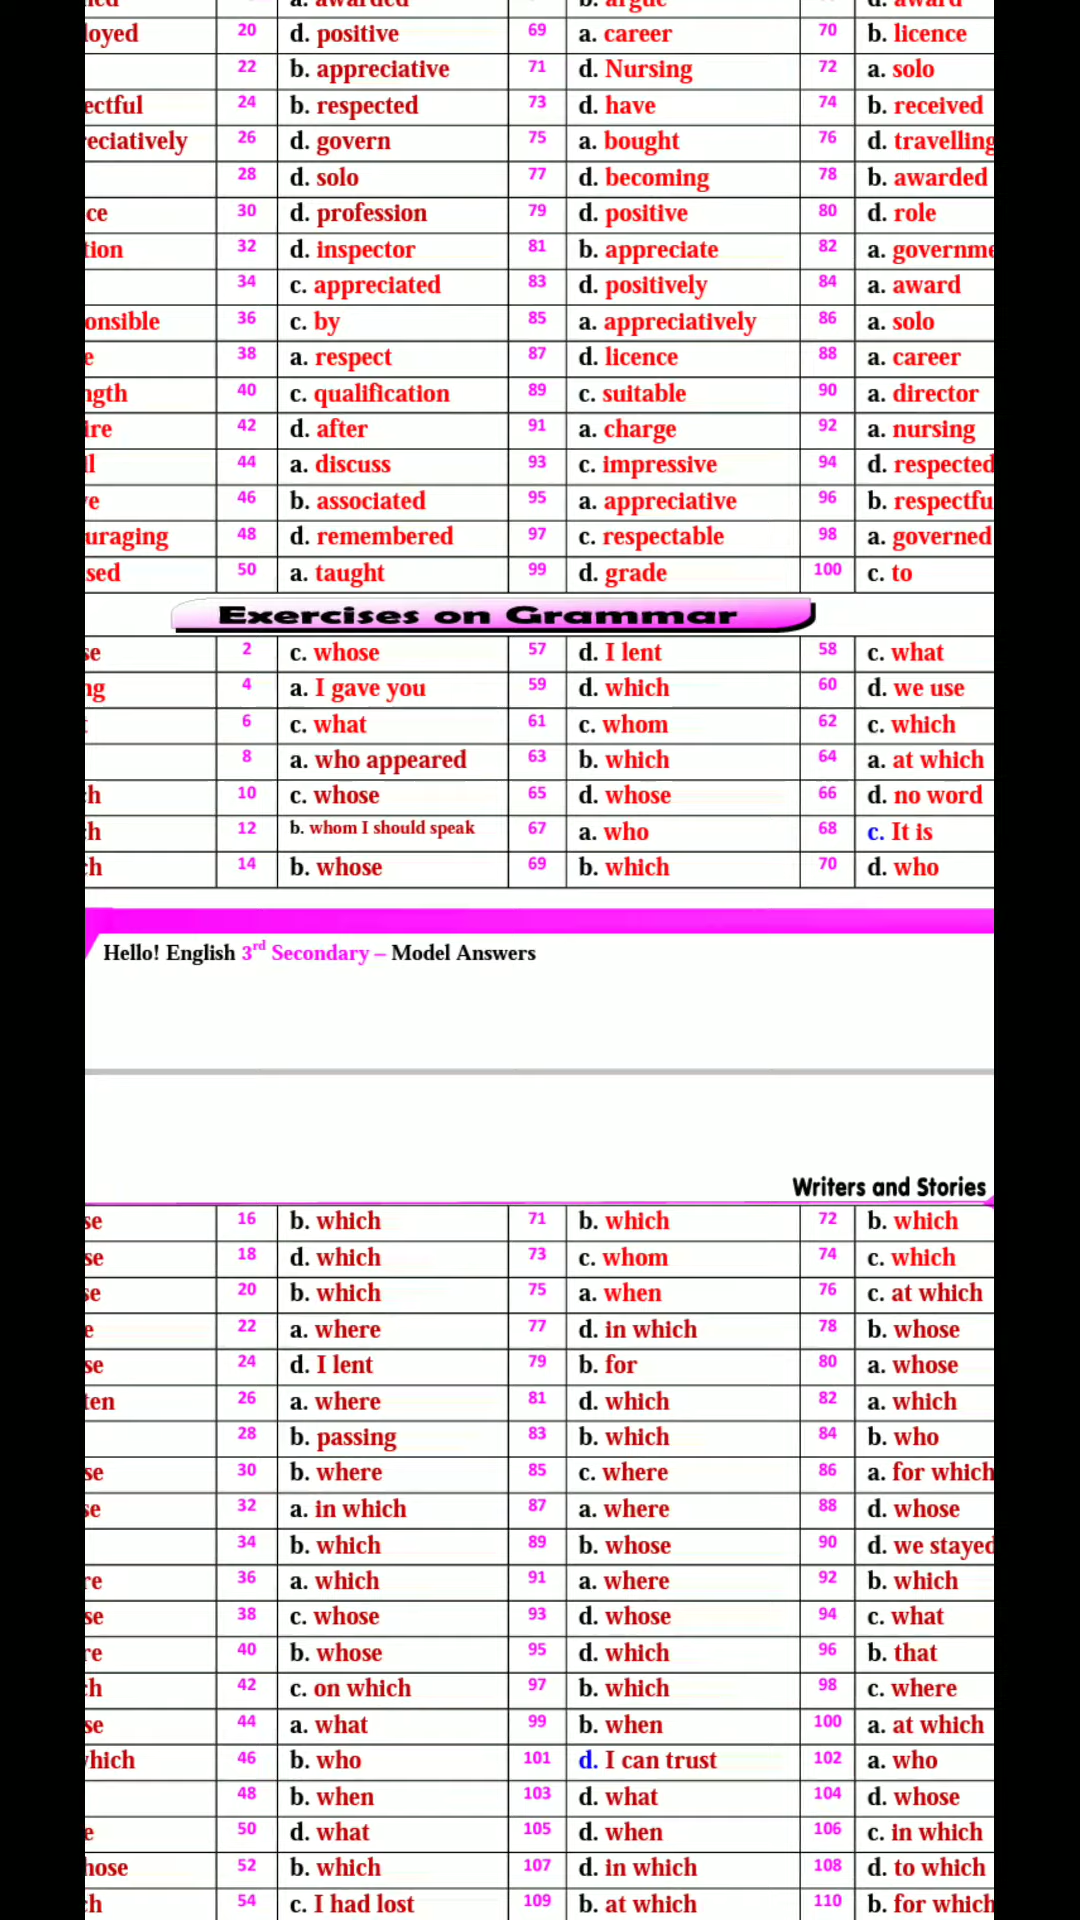 20 d. positive 69 a. career 70 b. licence
22 b. appreciative 71 d. Nursing 72 a. solo
24 b. respected 73 d. have 74 b. received
26 d. govern 75 a. bought 76 d. travelling
28 d. solo 77 d. becoming 78 b. awarded
30 d. profession 79 d. positive 80 d. role
32 d. inspector 81 b. appreciate 82 a. governme
34 c. appreciated 83 d. positively 84 a. award
onsible 36 c. by 85 a. appreciatively 86 a. solo
38 a. respect 87 d. licence 88 a. career
40 c. qualification 89 c. suitable 90 a. director
42 d. after 91 a. charge 92 a. nursing
44 a. discuss 93 c. impressive 94 d. respected
46 b. associated 95 a. appreciative 96 b. respectfu
uraging 48 d. remembered 97 c. respectable 98 a. governed
sed 50 a. taught 99 d. grade 100 c. to
Exercises on Grammar
se 2 c. whose 57 d. I lent 58 c. what
ng 4 a. I gave you 59 d. which 60 d. we use
6 c. what 61 c. whom 62 c. which
8 a. who appeared 63 b. which 64 a. at which
10 c. whose 65 d. whose 66 d. no word
12 b. whom I should speak 67 a. who 68 c. It is
14 b. whose 69 b. which 70 d. who
Hello! English 3rd Secondary – Model Answers
Writers and Stories
se 16 b. which 71 b. which 72 b. which
se 18 d. which 73 c. whom 74 c. which
se 20 b. which 75 a. when 76 c. at which
e 22 a. where 77 d. in which 78 b. whose
se 24 d. I lent 79 b. for 80 a. whose
ten 26 a. where 81 d. which 82 a. which
28 b. passing 83 b. which 84 b. who
se 30 b. where 85 c. where 86 a. for which
se 32 a. in which 87 a. where 88 d. whose
34 b. which 89 b. whose 90 d. we stayed
re 36 a. which 91 a. where 92 b. which
se 38 c. whose 93 d. whose 94 c. what
re 40 b. whose 95 d. which 96 b. that
42 c. on which 97 b. which 98 c. where
se 44 a. what 99 b. when 100 a. at which
which 46 b. who 101 d. I can trust 102 a. who
48 b. when 103 d. what 104 d. whose
e 50 d. what 105 d. when 106 c. in which
hose 52 b. which 107 d. in which 108 d. to which
54 c. I had lost 109 b. at which 110 b. for which